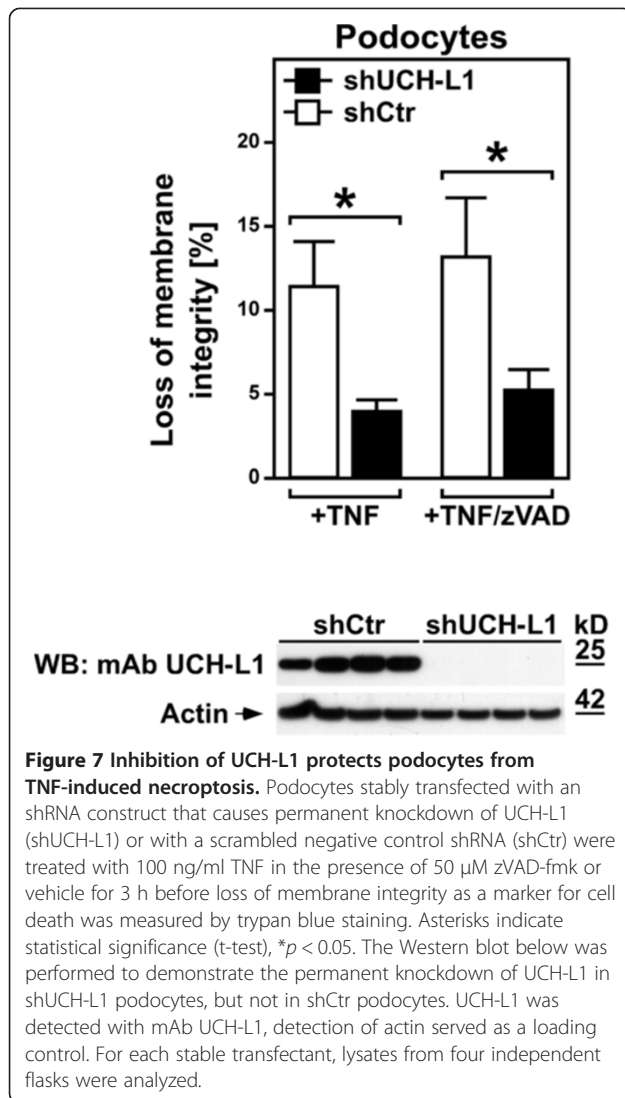 Podocytes
shUCH-L1
shCtr
Loss of membrane
integrity [%]
20
15
10
5
0
*
*
+TNF
+TNF/zVAD
shCtr shUCH-L1 kD
WB: mAb UCH-L1
25
Actin
42
Figure 7 Inhibition of UCH-L1 protects podocytes from
TNF-induced necroptosis. Podocytes stably transfected with an
shRNA construct that causes permanent knockdown of UCH-L1
(shUCH-L1) or with a scrambled negative control shRNA (shCtr) were
treated with 100 ng/ml TNF in the presence of 50 μM zVAD-fmk or
vehicle for 3 h before loss of membrane integrity as a marker for cell
death was measured by trypan blue staining. Asterisks indicate
statistical significance (t-test), *p < 0.05. The Western blot below was
performed to demonstrate the permanent knockdown of UCH-L1 in
shUCH-L1 podocytes, but not in shCtr podocytes. UCH-L1 was
detected with mAb UCH-L1, detection of actin served as a loading
control. For each stable transfectant, lysates from four independent
flasks were analyzed.